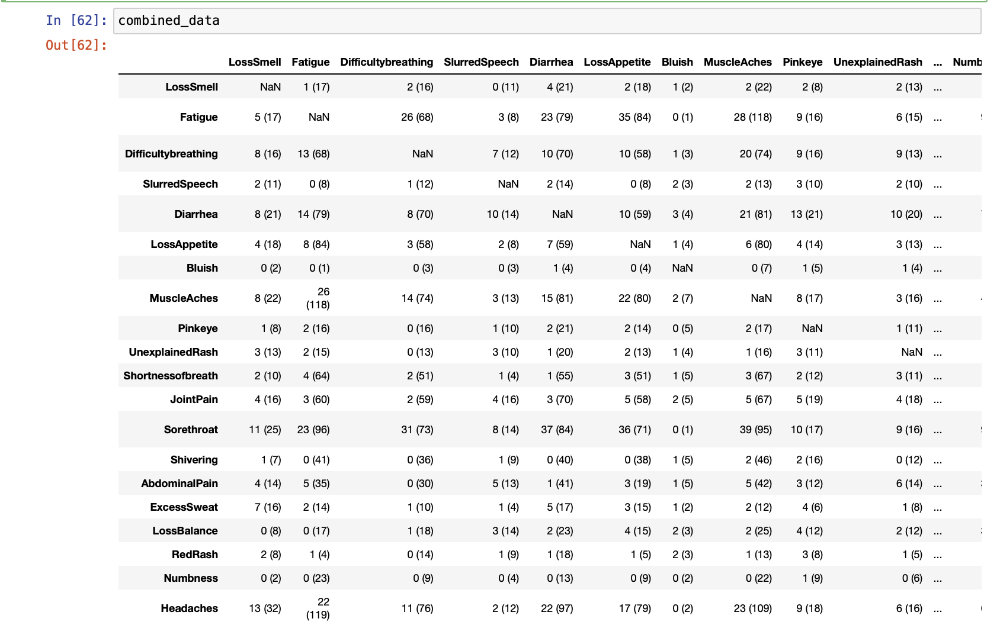 In [62]: combined_data
Out[62]:
LossSmell Fatigue Difficultybreathing SlurredSpeech Diarrhea LossAppetite Bluish MuscleAches Pinkeye UnexplainedRash ... Numb
LossSmell NaN 1 (17) 2 (16) 0 (11) 4 (21) 2 (18) 1 (2) 2 (22) 2 (8) 2 (13) ...
Fatigue 5 (17) NaN 26 (68) 3 (8) 23 (79) 35 (84) 0 (1) 28 (118) 9 (16) 6 (15) ...
Difficultybreathing 8 (16) 13 (68) NaN 7 (12) 10 (70) 10 (58) 1 (3) 20 (74) 9 (16) 9 (13) ...
SlurredSpeech 2 (11) 0 (8) 1 (12) NaN 2 (14) 0 (8) 2 (3) 2 (13) 3 (10) 2 (10) ...
Diarrhea 8 (21) 14 (79) 8 (70) 10 (14) NaN 10 (59) 3 (4) 21 (81) 13 (21) 10 (20) ...
LossAppetite 4 (18) 8 (84) 3 (58) 2 (8) 7 (59) NaN 1 (4) 6 (80) 4 (14) 3 (13) ...
Bluish 0 (2) 0 (1) 0 (3) 0 (3) 1 (4) 0 (4) NaN 0 (7) 1 (5) 1 (4) ...
MuscleAches 8 (22) 26 (118) 14 (74) 3 (13) 15 (81) 22 (80) 2 (7) NaN 8 (17) 3 (16) ...
Pinkeye 1 (8) 2 (16) 0 (16) 1 (10) 2 (21) 2 (14) 0 (5) 2 (17) NaN 1 (11) ...
UnexplainedRash 3 (13) 2 (15) 0 (13) 3 (10) 1 (20) 2 (13) 1 (4) 1 (16) 3 (11) NaN ...
Shortnessofbreath 2 (10) 4 (64) 2 (51) 1 (4) 1 (55) 3 (51) 1 (5) 3 (67) 2 (12) 3 (11) ...
JointPain 4 (16) 3 (60) 2 (59) 4 (16) 3 (70) 5 (58) 2 (5) 5 (67) 5 (19) 4 (18) ...
Sorethroat 11 (25) 23 (96) 31 (73) 8 (14) 37 (84) 36 (71) 0 (1) 39 (95) 10 (17) 9 (16) ...
Shivering 1 (7) 0 (41) 0 (36) 1 (9) 0 (40) 0 (38) 1 (5) 2 (46) 2 (16) 0 (12) ...
AbdominalPain 4 (14) 5 (35) 0 (30) 5 (13) 1 (41) 3 (19) 1 (5) 5 (42) 3 (12) 6 (14) ...
ExcessSweat 7 (16) 2 (14) 1 (10) 1 (4) 5 (17) 3 (15) 1 (2) 2 (12) 4 (6) 1 (8) ...
LossBalance 0 (8) 0 (17) 1 (18) 3 (14) 2 (23) 4 (15) 2 (3) 2 (25) 4 (12) 2 (12) ...
RedRash 2 (8) 1 (4) 0 (14) 1 (9) 1 (18) 1 (5) 2 (3) 1 (13) 3 (8) 1 (5) ...
Numbness 0 (2) 0 (23) 0 (9) 0 (4) 0 (13) 0 (9) 0 (2) 0 (22) 1 (9) 0 (6) ...
Headaches 13 (32) 22 (119) 11 (76) 2 (12) 22 (97) 17 (79) 0 (2) 23 (109) 9 (18) 6 (16) ...